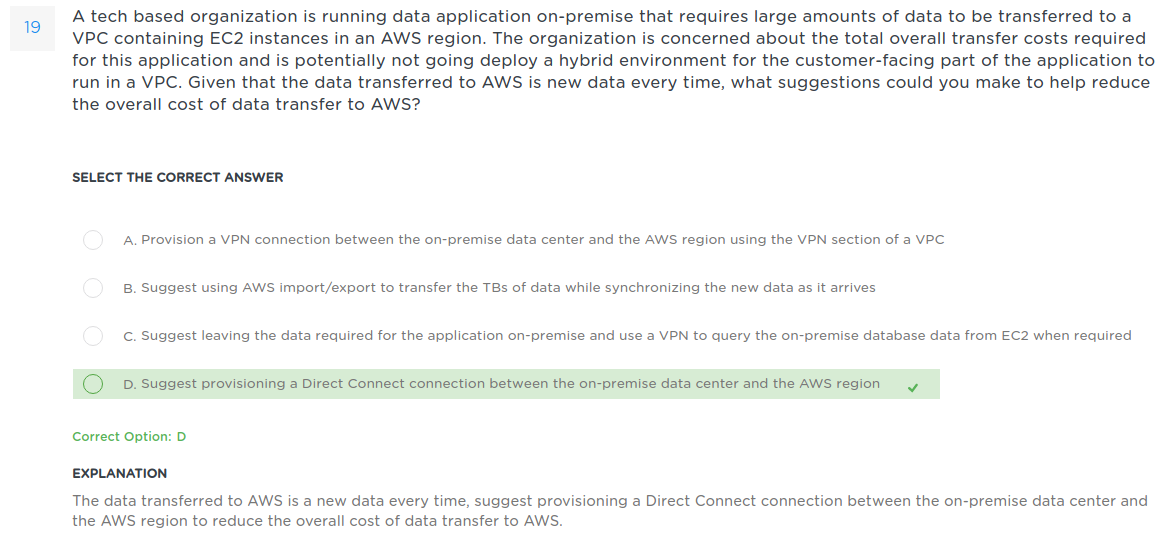 19
A tech based organization is running data application on-premise that requires large amounts of data to be transferred to a
VPC containing EC2 instances in an AWS region. The organization is concerned about the total overall transfer costs required
for this application and is potentially not going deploy a hybrid environment for the customer-facing part of the application to
run in a VPC. Given that the data transferred to AWS is new data every time, what suggestions could you make to help reduce
the overall cost of data transfer to AWS?
SELECT THE CORRECT ANSWER
A. Provision a VPN connection between the on-premise data center and the AWS region using the VPN section of a VPC
B. Suggest using AWS import/export to transfer the TBs of data while synchronizing the new data as it arrives
C. Suggest leaving the data required for the application on-premise and use a VPN to query the on-premise database data from EC2 when required
D. Suggest provisioning a Direct Connect connection between the on-premise data center and the AWS region
Correct Option: D
EXPLANATION
The data transferred to AWS is a new data every time, suggest provisioning a Direct Connect connection between the on-premise data center and
the AWS region to reduce the overall cost of data transfer to AWS.